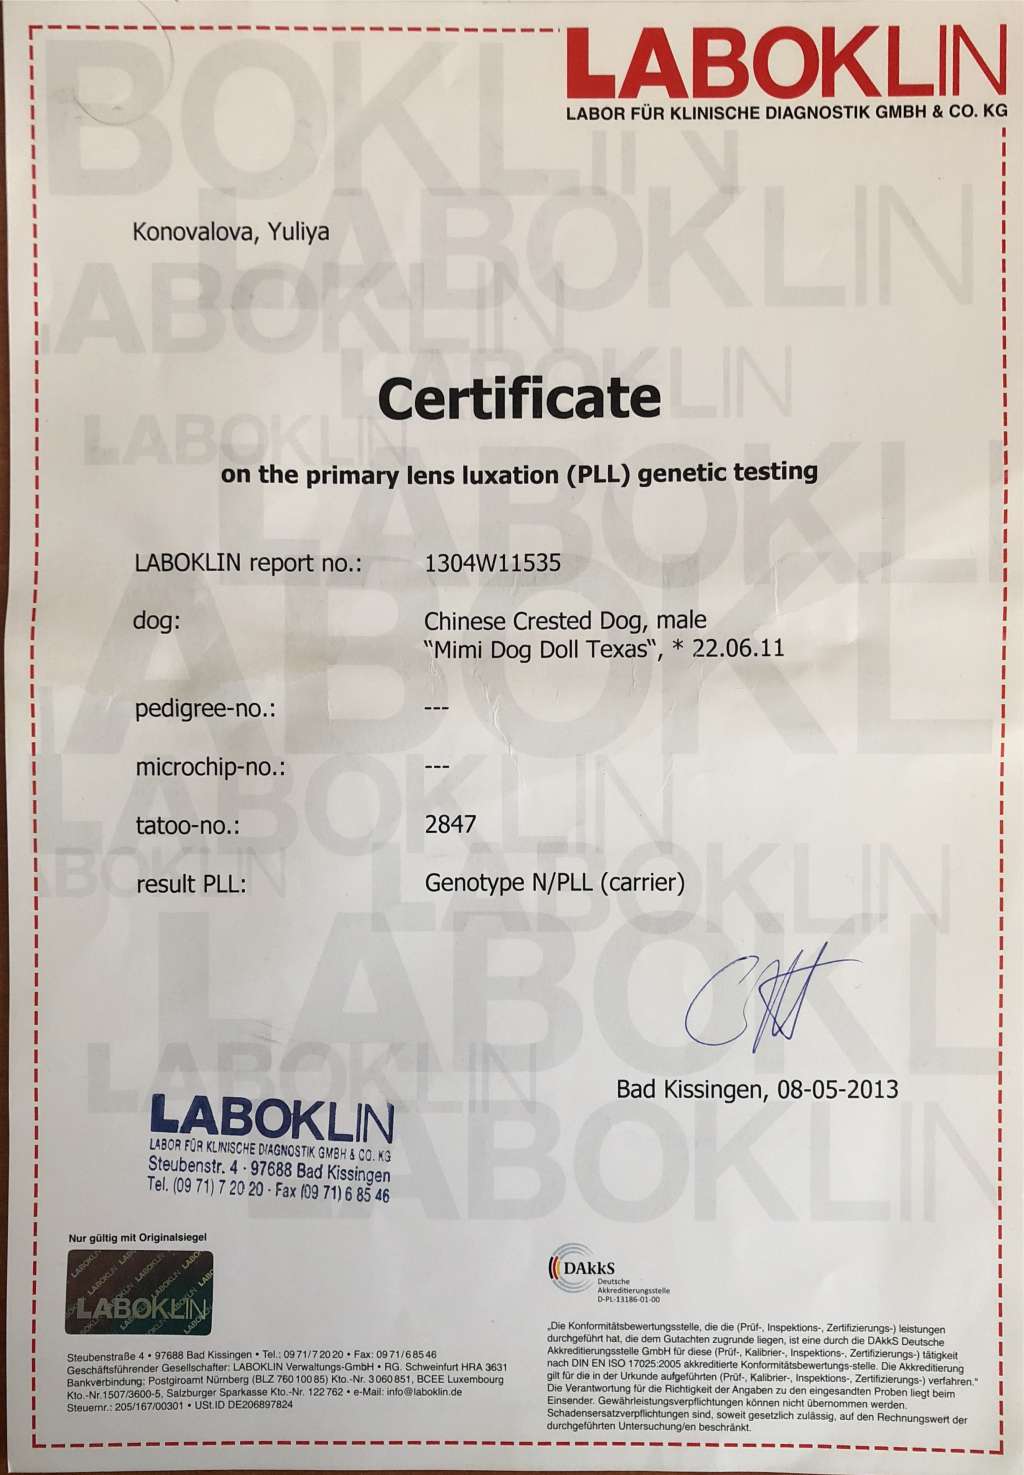 LABOKLIN
LABOR FÜR KLINISCHE DIAGNOSTIK GMBH & CO. KG
Konovalova, Yuliya
Certificate
on the primary lens luxation (PLL) genetic testing
LABOKLIN report no.: 1304W11535
dog: Chinese Crested Dog, male
“Mimi Dog Doll Texas“, * 22.06.11
pedigree-no.: ---
microchip-no.: ---
tatoo-no.: 2847
result PLL: Genotype N/PLL (carrier)
Bad Kissingen, 08-05-2013
LABOKLIN
LABOR FÜR KLINISCHE DIAGNOSTIK GMBH & CO. KG
Steubenstr. 4 · 97688 Bad Kissingen
Tel. (09 71) 7 20 20 · Fax (09 71) 6 85 46
Nur gültig mit Originalsiegel
LABOKLIN
DAkkS
Deutsche
Akkreditierungsstelle
D-PL-13186-01-00
Steubenstraße 4 • 97688 Bad Kissingen • Tel.: 09 71/7 20 20 • Fax: 09 71/6 85 46
Geschäftsführender Gesellschafter: LABOKLIN Verwaltungs-GmbH • RG. Schweinfurt HRA 3631
Bankverbindung: Postgiroamt Nürnberg (BLZ 760 100 85) Kto.-Nr. 3 060 851, BCEE Luxembourg
Kto.-Nr. 1507/3600-5, Salzburger Sparkasse Kto.-Nr. 122 762 • e-Mail: info@laboklin.de
Steuernr.: 205/167/00301 • USt.ID DE206897824
„Die Konformitätsbewertungsstelle, die die (Prüf-, Inspektions-, Zertifizierungs-) leistungen
durchgeführt hat, die dem Gutachten zugrunde liegen, ist eine durch die DAkkS Deutsche
Akkreditierungsstelle GmbH für diese (Prüf-, Kalibrier-, Inspektions-, Zertifizierungs-) tätigkeit
nach DIN EN ISO 17025:2005 akkreditierte Konformitätsbewertungs-stelle. Die Akkreditierung
gilt für die in der Urkunde aufgeführten (Prüf-, Kalibrier-, Inspektions-, Zertifizierungs-) verfahren."
Die Verantwortung für die Richtigkeit der Angaben zu den eingesandten Proben liegt beim
Einsender. Gewährleistungsverpflichtungen können nicht übernommen werden.
Schadensersatzverpflichtungen sind, soweit gesetzlich zulässig, auf den Rechnungswert der
durchgeführten Untersuchung/en beschränkt.